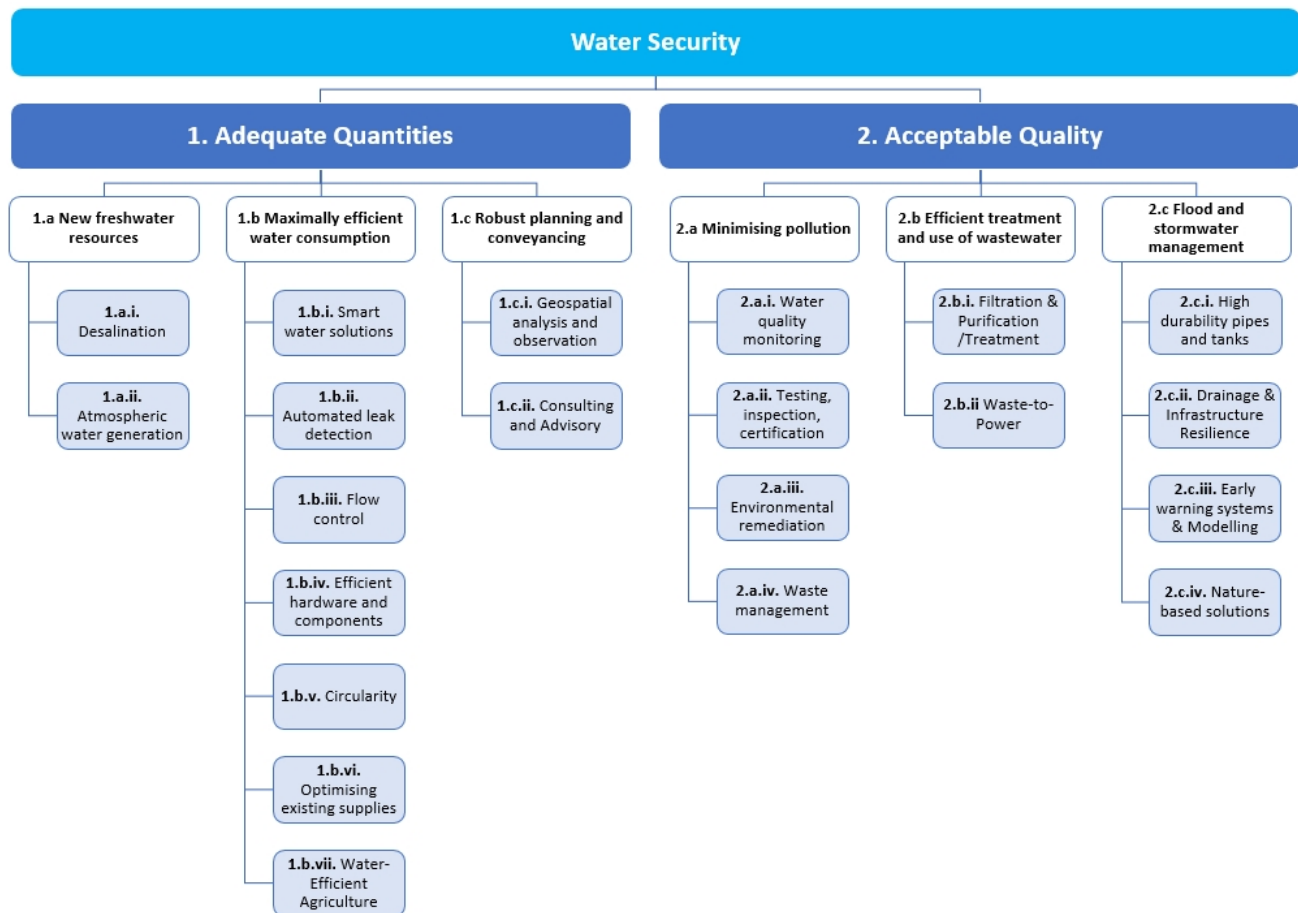 Water Security
1. Adequate Quantities
2. Acceptable Quality
1.a New freshwater
resources
1.b Maximally efficient
water consumption
1.c Robust planning and
conveyancing
2.a Minimising pollution
2.b Efficient treatment
and use of wastewater
2.c Flood and
stormwater
management
1.a.i.
Desalination
1.a.ii.
Atmospheric
water generation
1.b.i. Smart
water solutions
1.b.ii.
Automated leak
detection
1.b.iii. Flow
control
1.b.iv. Efficient
hardware and
components
1.b.v. Circularity
1.b.vi.
Optimising
existing supplies
1.b.vii. Water-
Efficient
Agriculture
1.c.i. Geospatial
analysis and
observation
1.c.ii. Consulting
and Advisory
2.a.i. Water
quality
monitoring
2.a.ii. Testing,
inspection,
certification
2.a.iii.
Environmental
remediation
2.a.iv. Waste
management
2.b.i. Filtration &
Purification
/Treatment
2.b.ii Waste-to-
Power
2.c.i. High
durability pipes
and tanks
2.c.ii. Drainage &
Infrastructure
Resilience
2.c.iii. Early
warning systems
& Modelling
2.c.iv. Nature-
based solutions